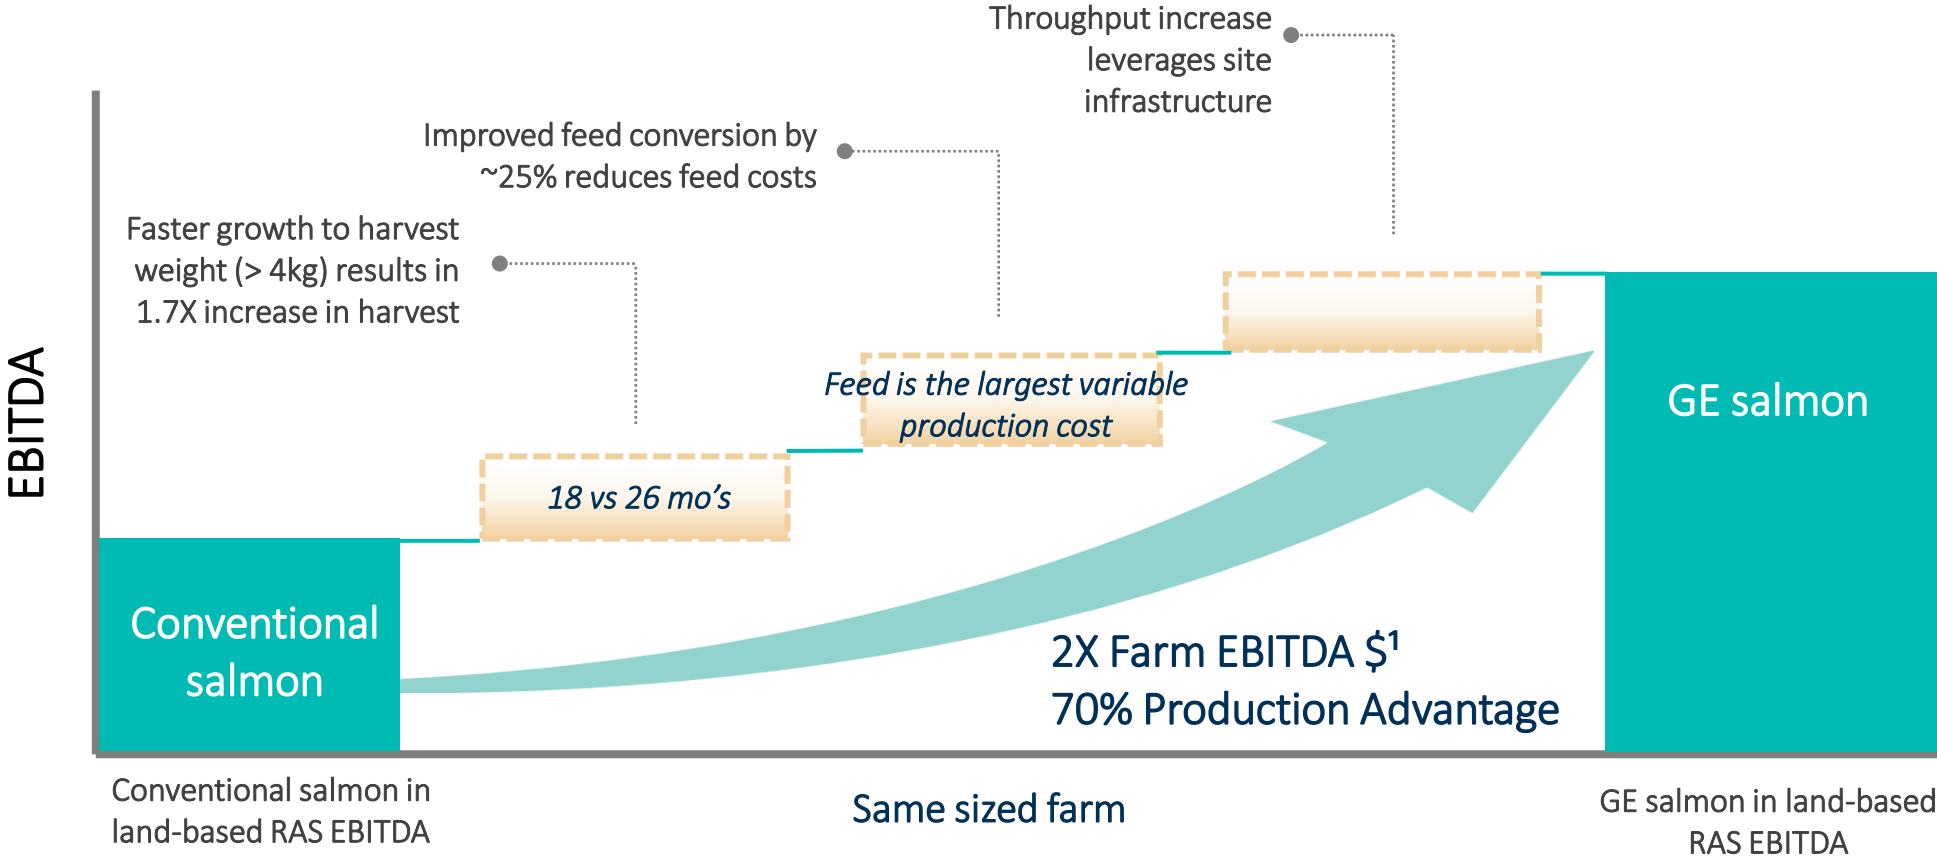 Throughput increase
leverages site
infrastructure
Improved feed conversion by
~25% reduces feed costs
Faster growth to harvest
weight (> 4kg) results in
1.7X increase in harvest
EBITDA
Feed is the largest variable
production cost
18 vs 26 mo’s
GE salmon
Conventional
salmon
2X Farm EBITDA $¹
70% Production Advantage
Conventional salmon in
land-based RAS EBITDA
Same sized farm
GE salmon in land-based
RAS EBITDA